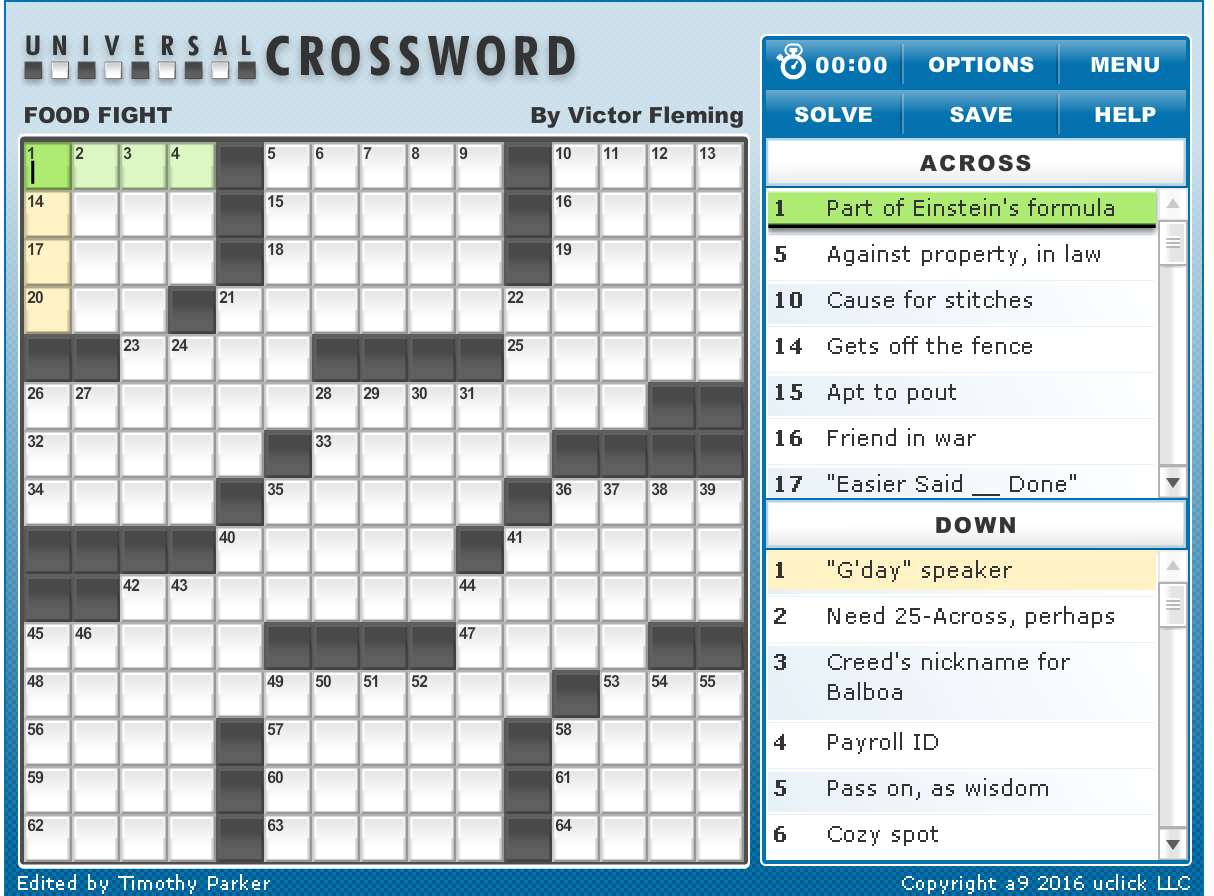 UNIVERSAL CROSSWORD
FOOD FIGHT
By Victor Fleming
00:00 OPTIONS MENU
SOLVE SAVE HELP
1 2 3 4 5 6 7 8 9 10 11 12 13
14 15 16
17 18 19
20 21 22
23 24 25
26 27 28 29 30 31
32 33
34 35 36 37 38 39
40 41
42 43 44
45 46 47
48 49 50 51 52 53 54 55
56 57 58
59 60 61
62 63 64
ACROSS
1 Part of Einstein's formula
5 Against property, in law
10 Cause for stitches
14 Gets off the fence
15 Apt to pout
16 Friend in war
17 "Easier Said __ Done"
DOWN
1 "G'day" speaker
2 Need 25-Across, perhaps
3 Creed's nickname for
Balboa
4 Payroll ID
5 Pass on, as wisdom
6 Cozy spot
Edited by Timothy Parker
Copyright a9 2016 uclick LLC